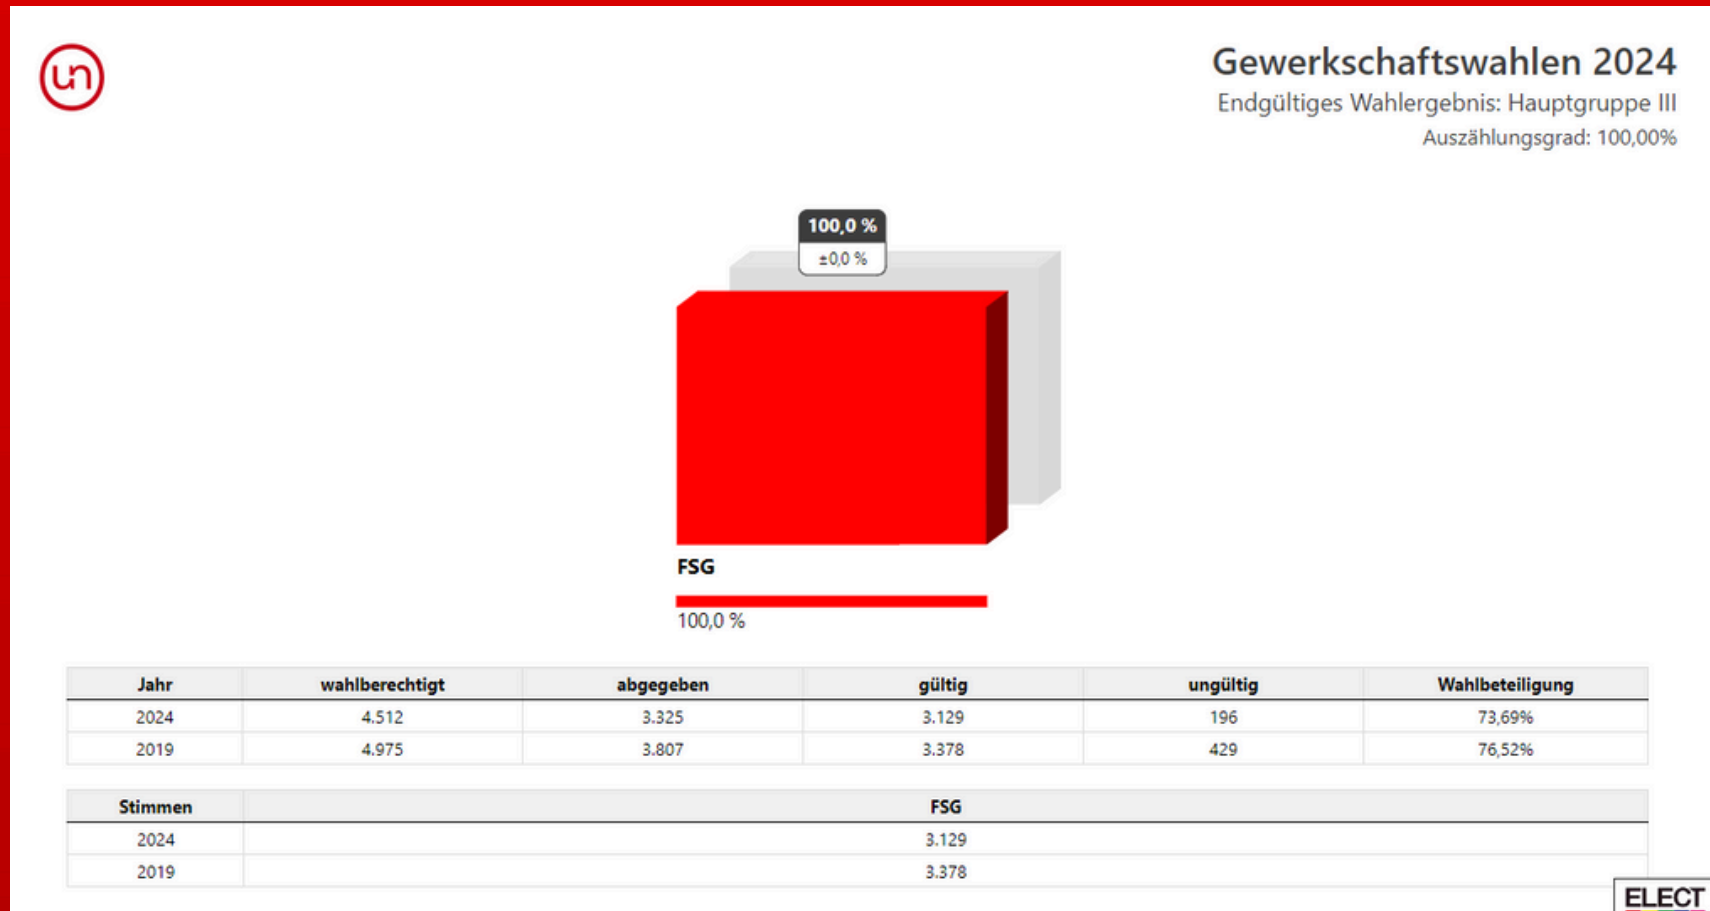 un
Gewerkschaftswahlen 2024
Endgültiges Wahlergebnis: Hauptgruppe III
Auszählungsgrad: 100,00%
100,0 %
±0,0 %
FSG
100,0 %
Jahr wahlberechtigt abgegeben gültig ungültig Wahlbeteiligung
2024 4.512 3.325 3.129 196 73,69%
2019 4.975 3.807 3.378 429 76,52%
Stimmen FSG
2024 3.129
2019 3.378
ELECT